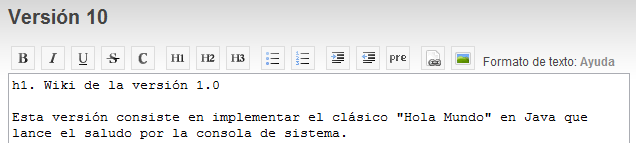 Versión 10
B I U S C H1 H2 H3 pre Formato de texto: Ayuda
h1. Wiki de la versión 1.0
Esta versión consiste en implementar el clásico "Hola Mundo" en Java que
lance el saludo por la consola de sistema.